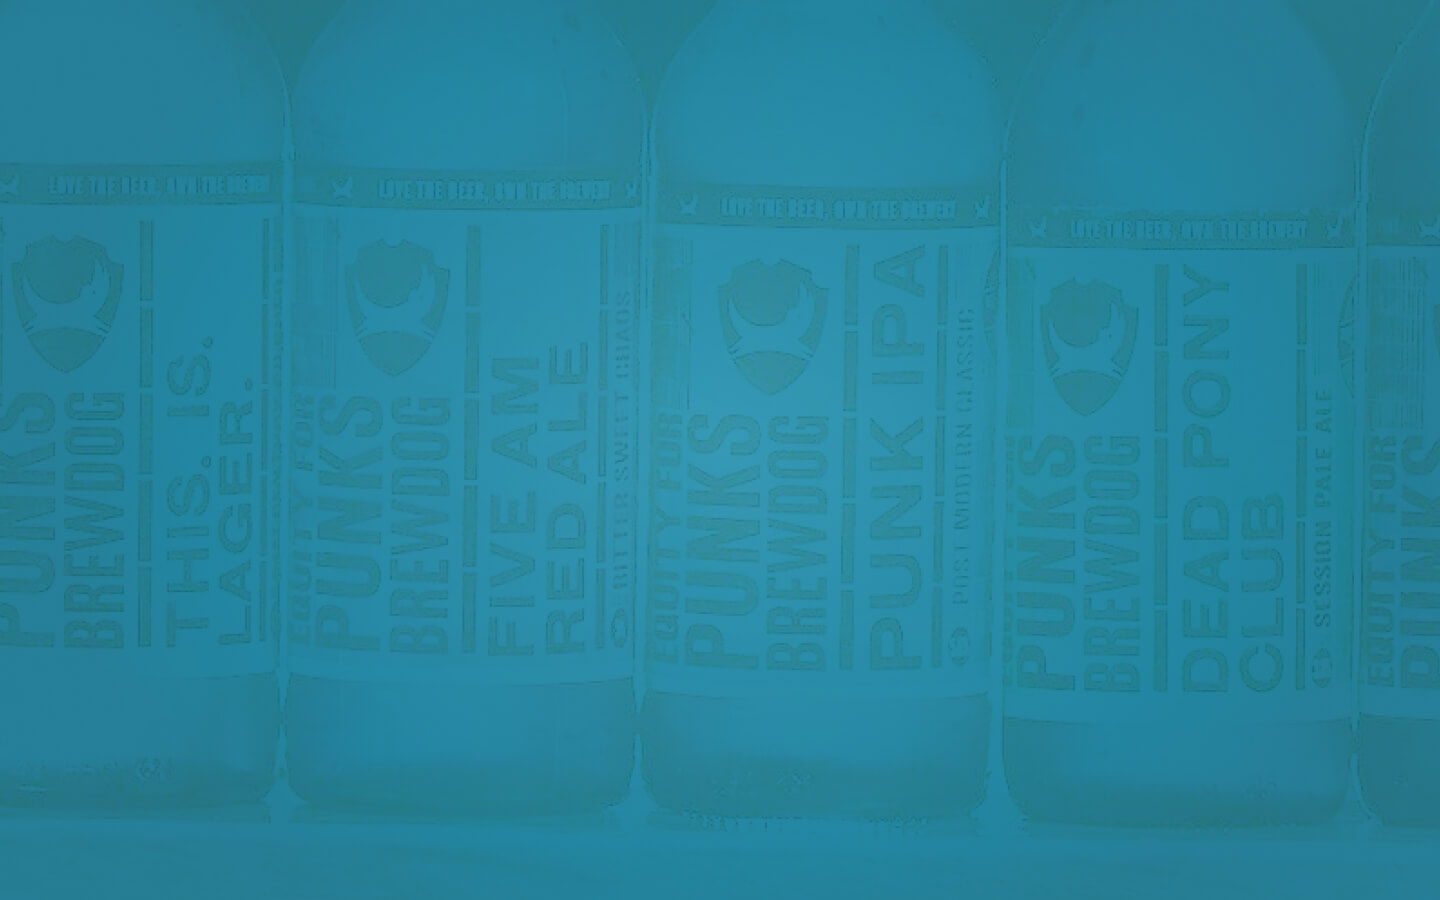 LOVE THE BEER, OWN THE BREWERY
PUNKS
BREWDOG
THIS. IS.
LAGER.
LOVE THE BEER, OWN THE BREWERY
EQUITY FOR
PUNKS
BREWDOG
FIVE AM
RED ALE
BITTER SWEET CHAOS
LOVE THE BEER, OWN THE BREWERY
EQUITY FOR
PUNKS
BREWDOG
PUNK IPA
POST MODERN CLASSIC
LOVE THE BEER, OWN THE BREWERY
PUNKS
BREWDOG
DEAD PONY
CLUB
SESSION PALE ALE
EQUITY FOR
PUNKS